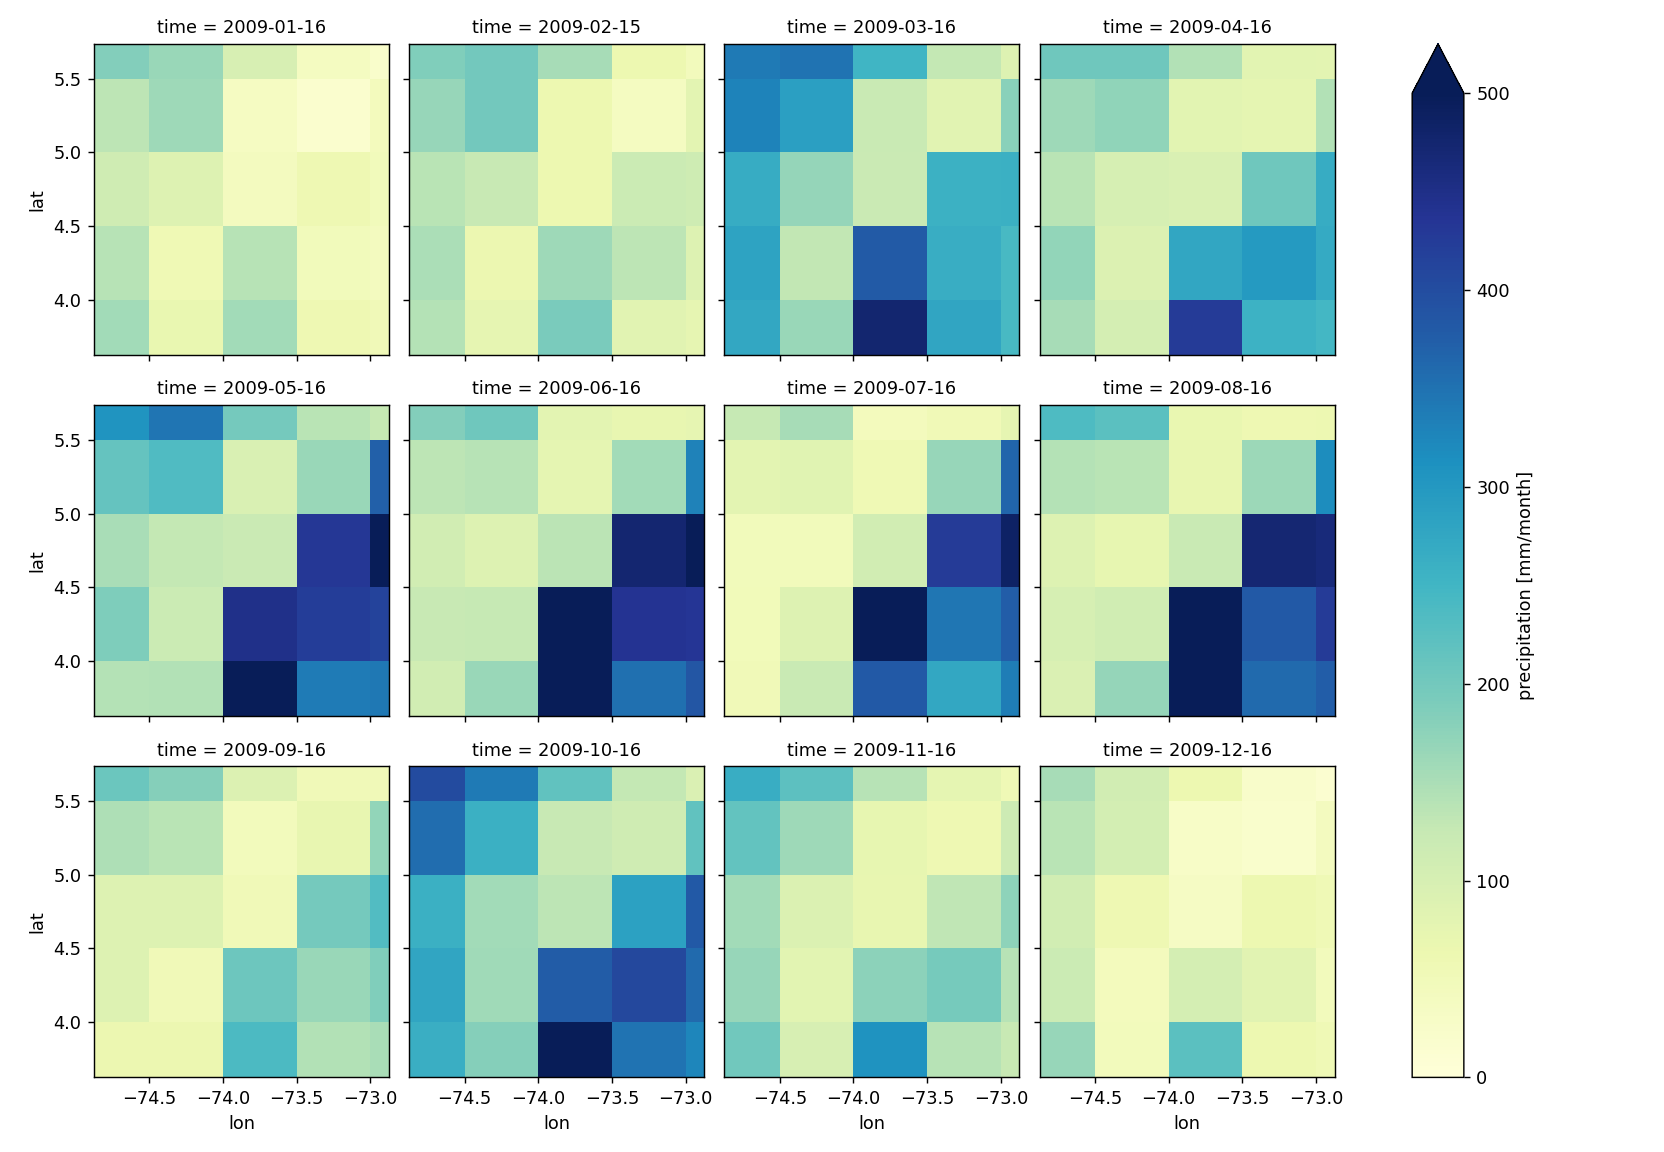 time = 2009-01-16
time = 2009-02-15
time = 2009-03-16
time = 2009-04-16
5.5
5.0
4.5
4.0
lat
time = 2009-05-16
time = 2009-06-16
time = 2009-07-16
time = 2009-08-16
5.5
5.0
4.5
4.0
lat
time = 2009-09-16
time = 2009-10-16
time = 2009-11-16
time = 2009-12-16
5.5
5.0
4.5
4.0
lat
−74.5 −74.0 −73.5 −73.0
lon
−74.5 −74.0 −73.5 −73.0
lon
−74.5 −74.0 −73.5 −73.0
lon
−74.5 −74.0 −73.5 −73.0
lon
500
400
300
200
100
0
precipitation [mm/month]